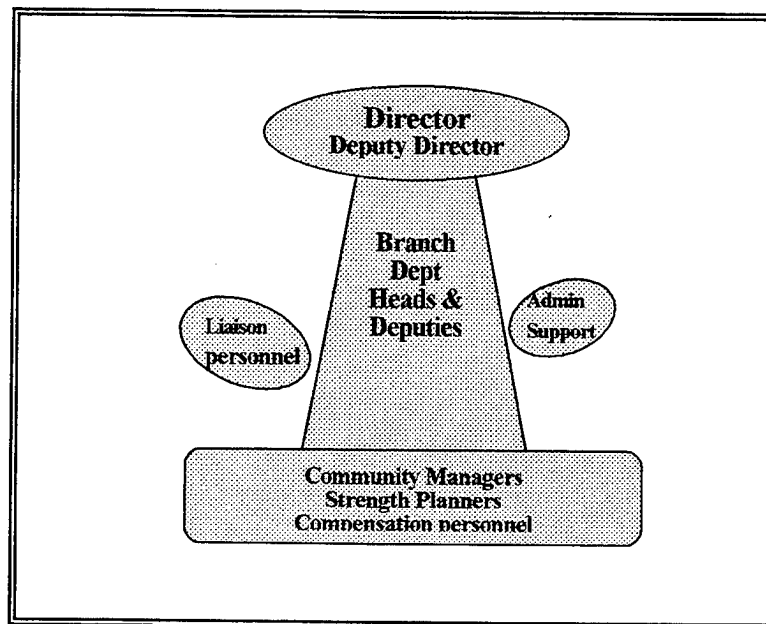 Director
Deputy Director
Branch
Dept
Heads &
Deputies
Liaison
personnel
Admin
Support
Community Managers
Strength Planners
Compensation personnel